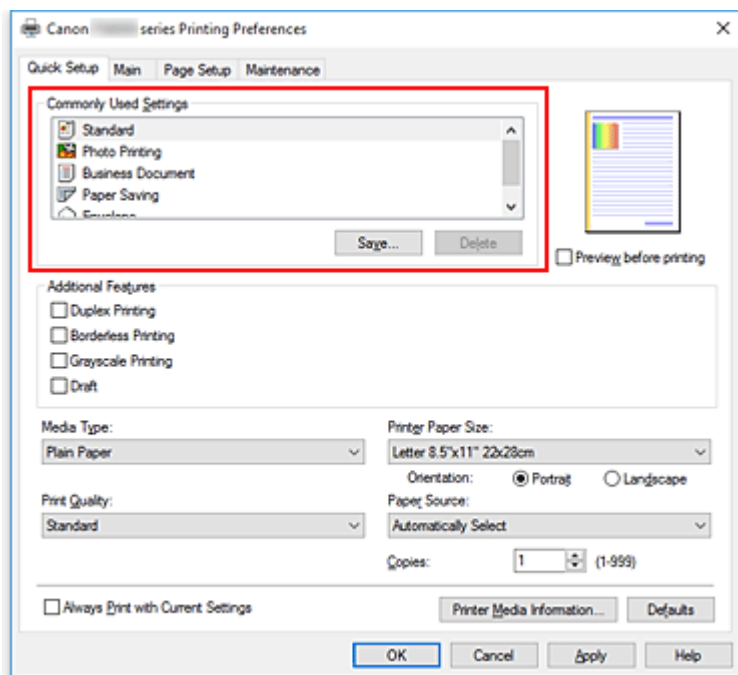 Canon series Printing Preferences
Quick Setup Main Page Setup Maintenance
Commonly Used Settings
Standard
Photo Printing
Business Document
Paper Saving
Envelope
Save... Delete
Preview before printing
Additional Features
Duplex Printing
Borderless Printing
Grayscale Printing
Draft
Media Type: Printer Paper Size:
Plain Paper Letter 8.5"x11" 22x28cm
Orientation: Portrait Landscape
Print Quality: Paper Source:
Standard Automatically Select
Copies: 1 (1-999)
Always Print with Current Settings Printer Media Information... Defaults
OK Cancel Apply Help